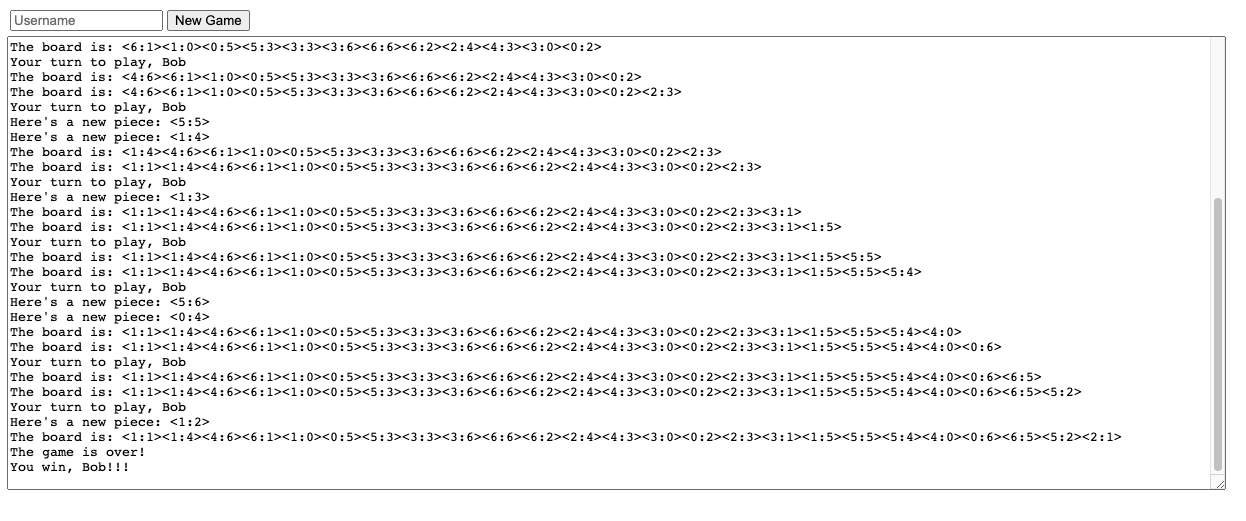 Username New Game
The board is: <6:1><1:0><0:5><5:3><3:3><3:6><6:6><6:2><2:4><4:3><3:0><0:2>
Your turn to play, Bob
The board is: <4:6><6:1><1:0><0:5><5:3><3:3><3:6><6:6><6:2><2:4><4:3><3:0><0:2>
The board is: <4:6><6:1><1:0><0:5><5:3><3:3><3:6><6:6><6:2><2:4><4:3><3:0><0:2><2:3>
Your turn to play, Bob
Here's a new piece: <5:5>
Here's a new piece: <1:4>
The board is: <1:4><4:6><6:1><1:0><0:5><5:3><3:3><3:6><6:6><6:2><2:4><4:3><3:0><0:2><2:3>
The board is: <1:1><1:4><4:6><6:1><1:0><0:5><5:3><3:3><3:6><6:6><6:2><2:4><4:3><3:0><0:2><2:3>
Your turn to play, Bob
Here's a new piece: <1:3>
The board is: <1:1><1:4><4:6><6:1><1:0><0:5><5:3><3:3><3:6><6:6><6:2><2:4><4:3><3:0><0:2><2:3><3:1>
The board is: <1:1><1:4><4:6><6:1><1:0><0:5><5:3><3:3><3:6><6:6><6:2><2:4><4:3><3:0><0:2><2:3><3:1><1:5>
Your turn to play, Bob
The board is: <1:1><1:4><4:6><6:1><1:0><0:5><5:3><3:3><3:6><6:6><6:2><2:4><4:3><3:0><0:2><2:3><3:1><1:5><5:5>
The board is: <1:1><1:4><4:6><6:1><1:0><0:5><5:3><3:3><3:6><6:6><6:2><2:4><4:3><3:0><0:2><2:3><3:1><1:5><5:5><5:4>
Your turn to play, Bob
Here's a new piece: <5:6>
Here's a new piece: <0:4>
The board is: <1:1><1:4><4:6><6:1><1:0><0:5><5:3><3:3><3:6><6:6><6:2><2:4><4:3><3:0><0:2><2:3><3:1><1:5><5:5><5:4><4:0>
The board is: <1:1><1:4><4:6><6:1><1:0><0:5><5:3><3:3><3:6><6:6><6:2><2:4><4:3><3:0><0:2><2:3><3:1><1:5><5:5><5:4><4:0><0:6>
Your turn to play, Bob
The board is: <1:1><1:4><4:6><6:1><1:0><0:5><5:3><3:3><3:6><6:6><6:2><2:4><4:3><3:0><0:2><2:3><3:1><1:5><5:5><5:4><4:0><0:6><6:5>
The board is: <1:1><1:4><4:6><6:1><1:0><0:5><5:3><3:3><3:6><6:6><6:2><2:4><4:3><3:0><0:2><2:3><3:1><1:5><5:5><5:4><4:0><0:6><6:5><5:2>
Your turn to play, Bob
Here's a new piece: <1:2>
The board is: <1:1><1:4><4:6><6:1><1:0><0:5><5:3><3:3><3:6><6:6><6:2><2:4><4:3><3:0><0:2><2:3><3:1><1:5><5:5><5:4><4:0><0:6><6:5><5:2><2:1>
The game is over!
You win, Bob!!!